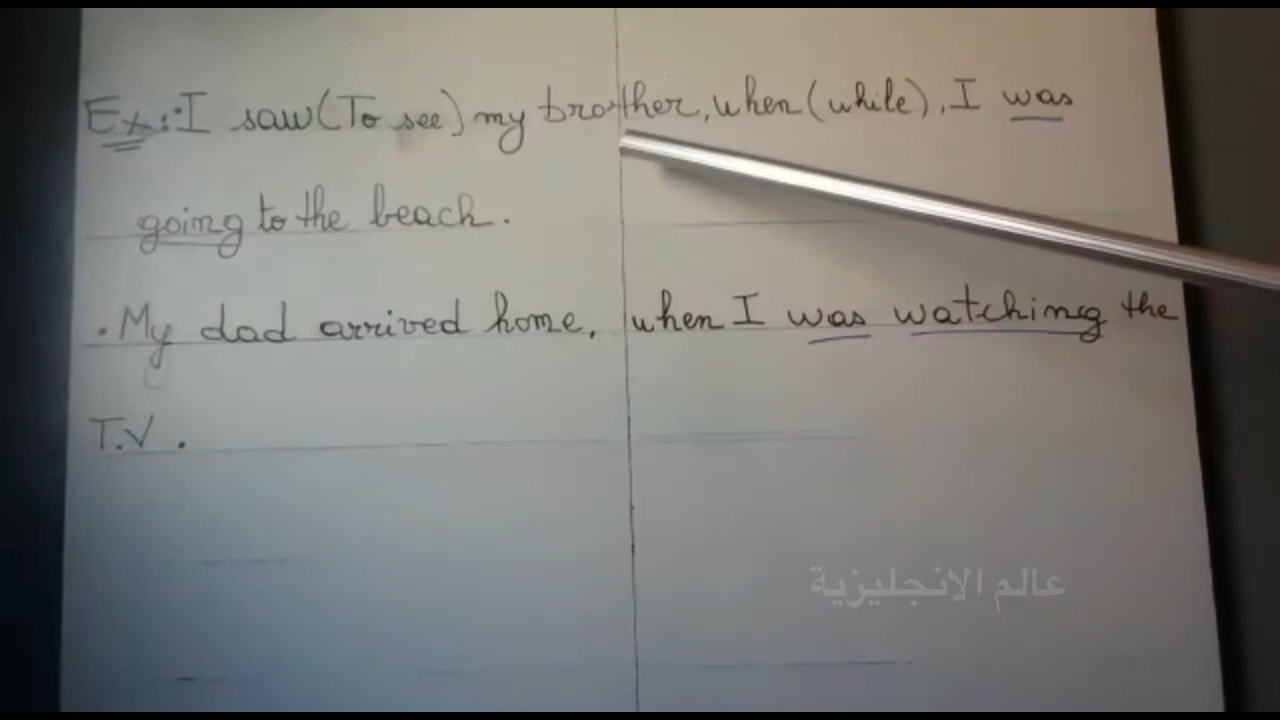 Ex: I saw (To see) my brother, when (while), I was
going to the beach.
. My dad arrived home, when I was watching the
T.V.
عالم الانجليزية